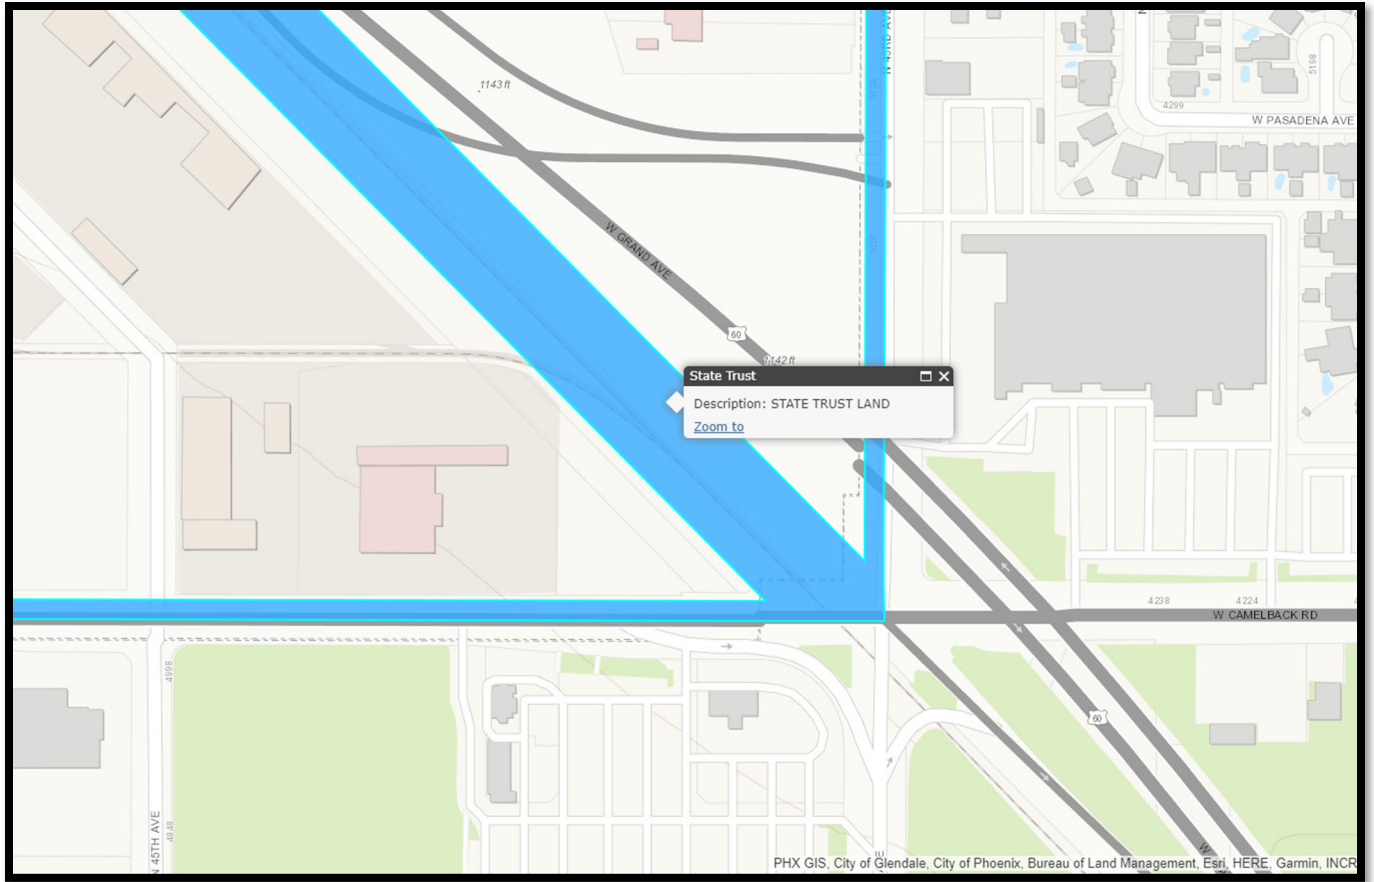 N 43RD AVE
1143 ft
5198
5134
4299
W PASADENA AVE
W GRAND AVE
60
1142 ft
State Trust
Description: STATE TRUST LAND
Zoom to
4238
4224
W CAMELBACK RD
4998
60
N 45TH AVE
4848
W
PHX GIS, City of Glendale, City of Phoenix, Bureau of Land Management, Esri, HERE, Garmin, INCR